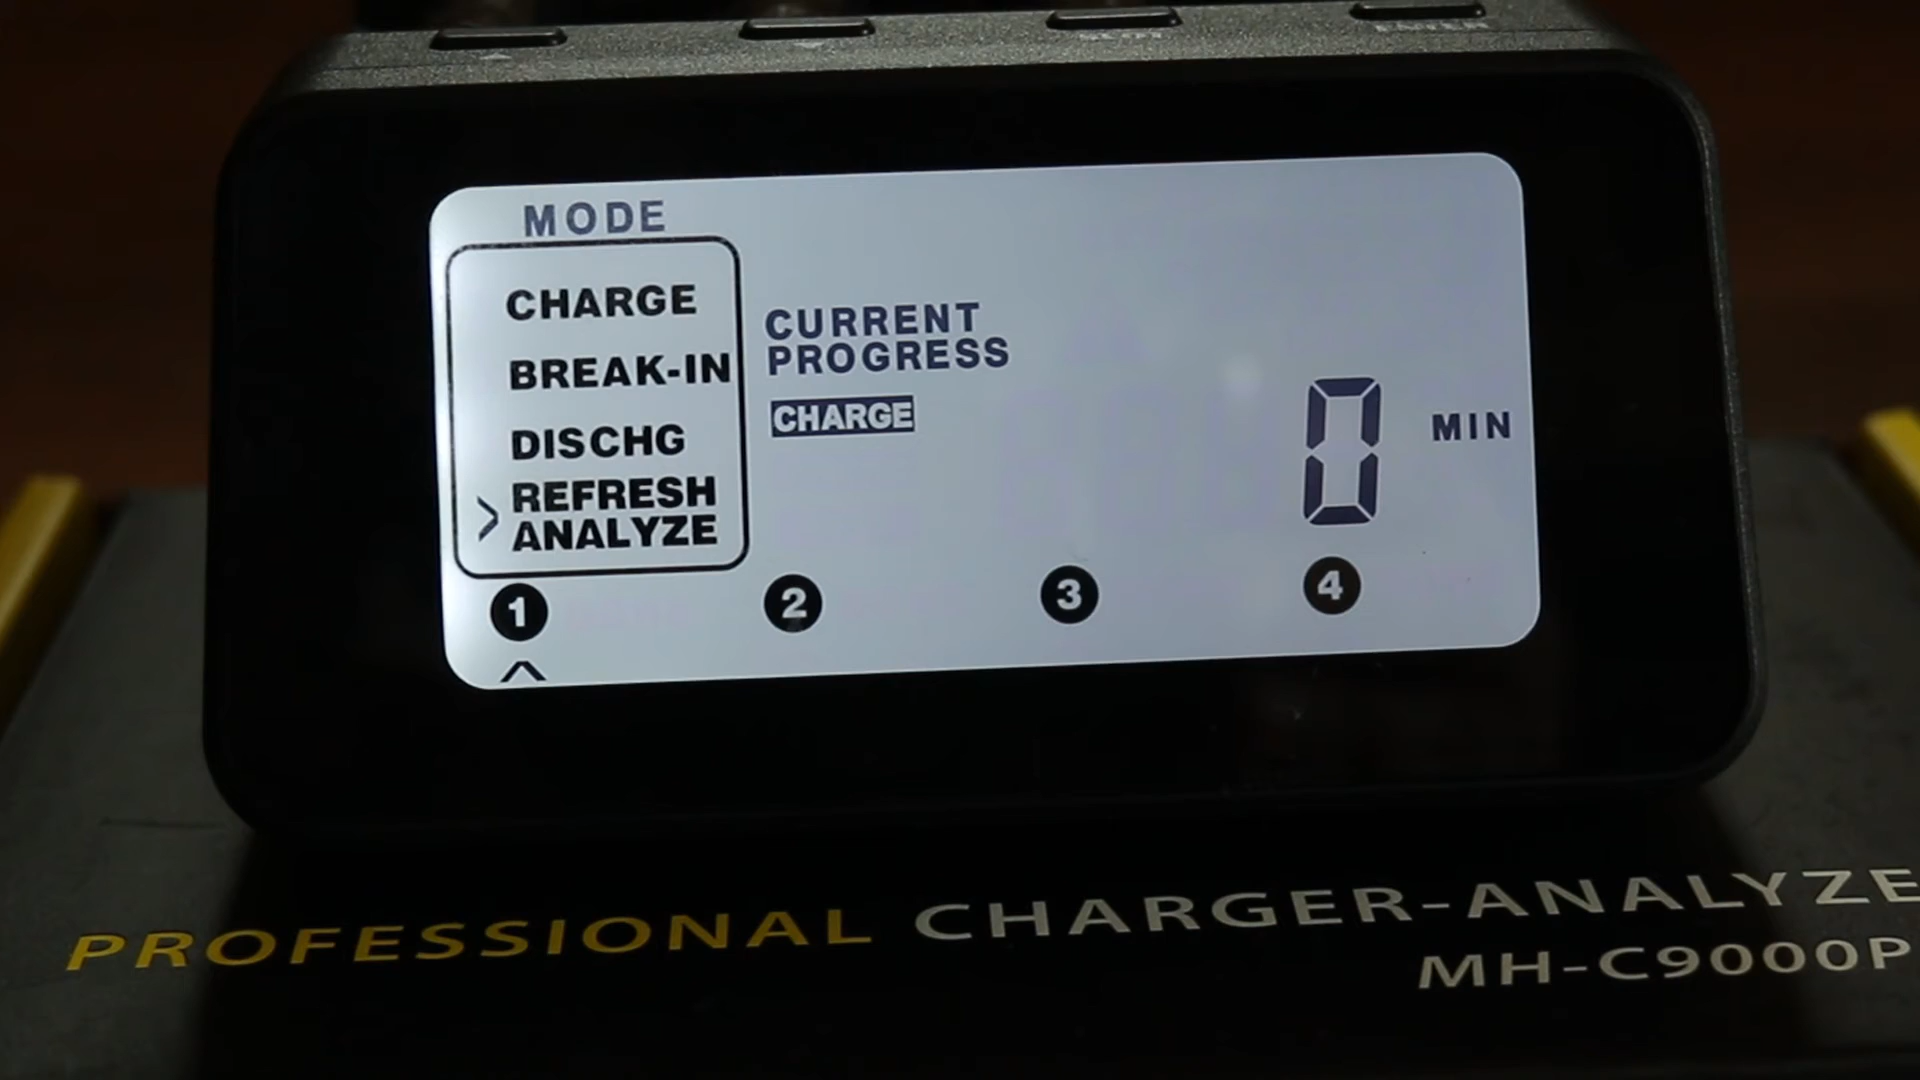 MODE
CHARGE
BREAK-IN
DISCHG
> REFRESH
ANALYZE
CURRENT
PROGRESS
CHARGE
0 MIN
1 2 3 4
PROFESSIONAL CHARGER-ANALYZE
MH-C9000P